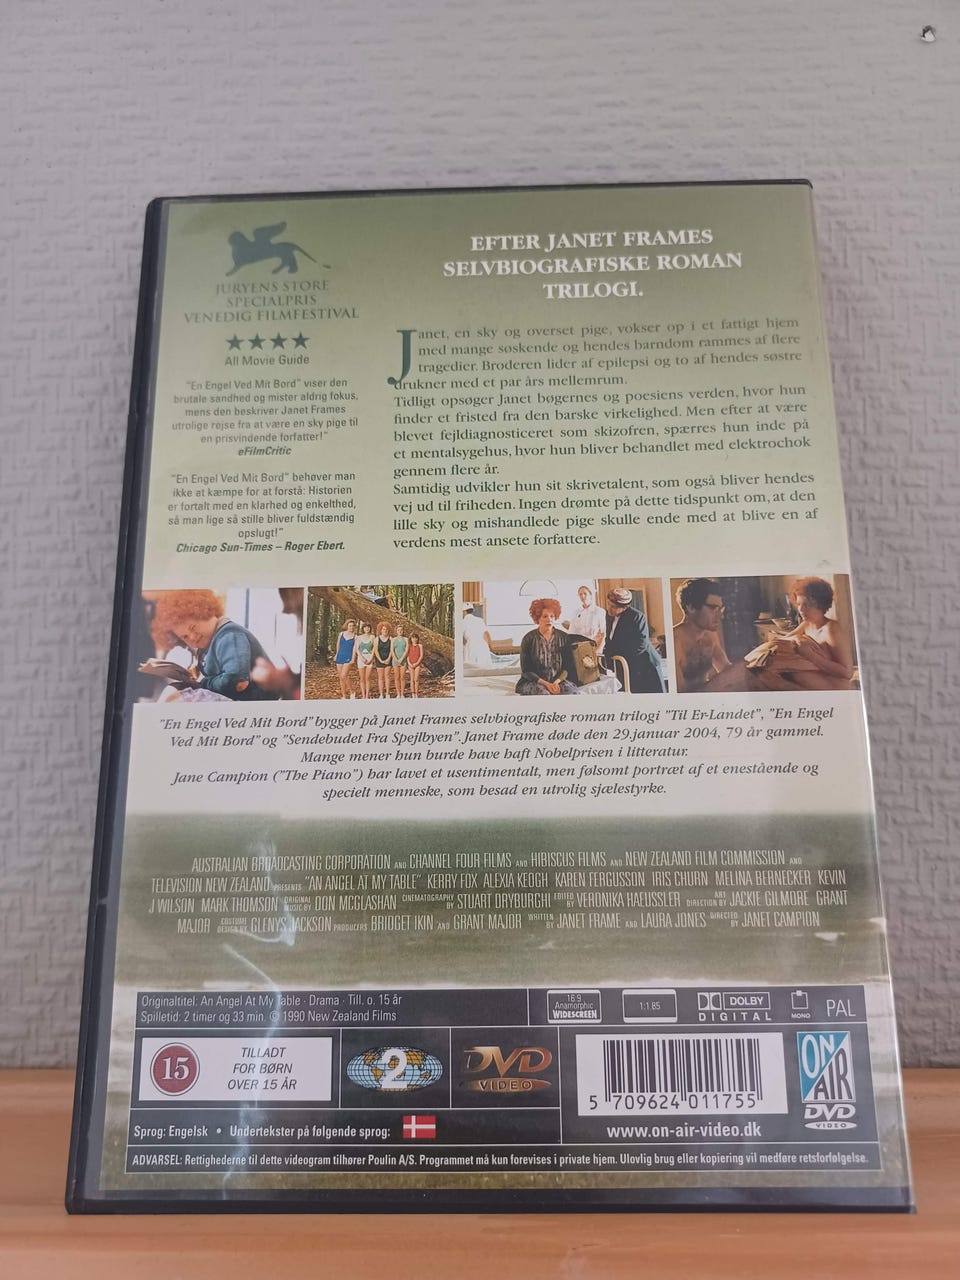 JURYENS STORE
SPECIALPRIS
VENEDIG FILMFESTIVAL
All Movie Guide
"En Engel Ved Mit Bord" viser den
brutale sandhed og mister aldrig fokus,
mens den beskriver Janet Frames
utrolige rejse fra at være en sky pige til
en prisvindende forfatter!"
eFilmCritic
"En Engel Ved Mit Bord" behøver man
ikke at kæmpe for at forstå: Historien
er fortalt med en klarhed og enkelthed,
så man lige så stille bliver fuldstændig
opslugt!"
Chicago Sun-Times – Roger Ebert.
EFTER JANET FRAMES
SELVBIOGRAFISKE ROMAN
TRILOGI.
Janet, en sky og overset pige, vokser op i et fattigt hjem
med mange søskende og hendes barndom rammes af flere
tragedier. Broderen lider af epilepsi og to af hendes søstre
drukner med et par års mellemrum.
Tidligt opsøger Janet bøgernes og poesiens verden, hvor hun
finder et fristed fra den barske virkelighed. Men efter at være
blevet fejldiagnosticeret som skizofren, spærres hun inde på
et mentalsygehus, hvor hun bliver behandlet med elektrochok
gennem flere år.
Samtidig udvikler hun sit skrivetalent, som også bliver hendes
vej ud til friheden. Ingen drømte på dette tidspunkt om, at den
lille sky og mishandlede pige skulle ende med at blive en af
verdens mest ansete forfattere.
"En Engel Ved Mit Bord" bygger på Janet Frames selvbiografiske roman trilogi "Til Er-Landet", "En Engel
Ved Mit Bord" og "Sendebudet Fra Spejlbyen". Janet Frame døde den 29.januar 2004, 79 år gammel.
Mange mener hun burde have haft Nobelprisen i litteratur.
Jane Campion ("The Piano") har lavet et usentimentalt, men følsomt portræt af et enestående og
specielt menneske, som besad en utrolig sjælestyrke.
AUSTRALIAN BROADCASTING CORPORATION AND CHANNEL FOUR FILMS AND HIBISCUS FILMS AND NEW ZEALAND FILM COMMISSION AND
TELEVISION NEW ZEALAND PRESENTS "AN ANGEL AT MY TABLE" KERRY FOX ALEXIA KEOGH KAREN FERGUSSON IRIS CHURN MELINA BERNECKER KEVIN
J WILSON MARK THOMSON ORIGINAL MUSIC BY DON MCGLASHAN CINEMATOGRAPHY BY STUART DRYBURGH EDITED BY VERONIKA HAEUSSLER ART DIRECTION BY JACKIE GILMORE GRANT
MAJOR COSTUME DESIGN BY GLENYS JACKSON PRODUCERS BRIDGET IKIN AND GRANT MAJOR WRITTEN BY JANET FRAME AND LAURA JONES DIRECTED BY JANET CAMPION
Originaltitel: An Angel At My Table · Drama · Till. o. 15 år
Spilletid: 2 timer og 33 min. © 1990 New Zealand Films
16:9
Anamorphic
WIDESCREEN
1:1.85
DOLBY
DIGITAL
MONO
PAL
15
TILLADT
FOR BØRN
OVER 15 ÅR
2
DVD
VIDEO
5 709624 011755
www.on-air-video.dk
ON
AIR
DVD
VIDEO
Sprog: Engelsk • Undertekster på følgende sprog:
ADVARSEL: Rettighederne til dette videogram tilhører Poulin A/S. Programmet må kun forevises i private hjem. Ulovlig brug eller kopiering vil medføre retsforfølgelse.